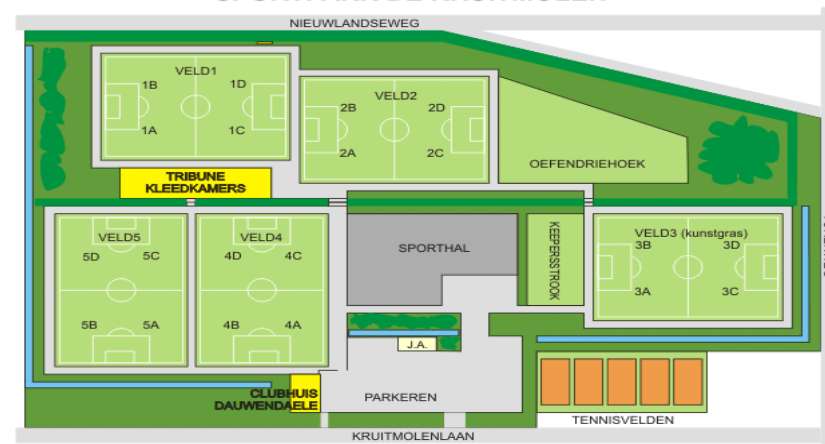 NIEUWLANDSEWEG
VELD1
1B
1D
1A
1C
VELD2
2B
2D
2A
2C
OEFENDRIEHOEK
TRIBUNE
KLEEDKAMERS
VELD5
5D
5C
5B
5A
VELD4
4D
4C
4B
4A
SPORTHAL
KEEPERSSTROOK
VELD3 (kunstgras)
3B
3D
3A
3C
J.A.
CLUBHUIS
DAUWENDAELE
PARKEREN
TENNISVELDEN
KRUITMOLENLAAN